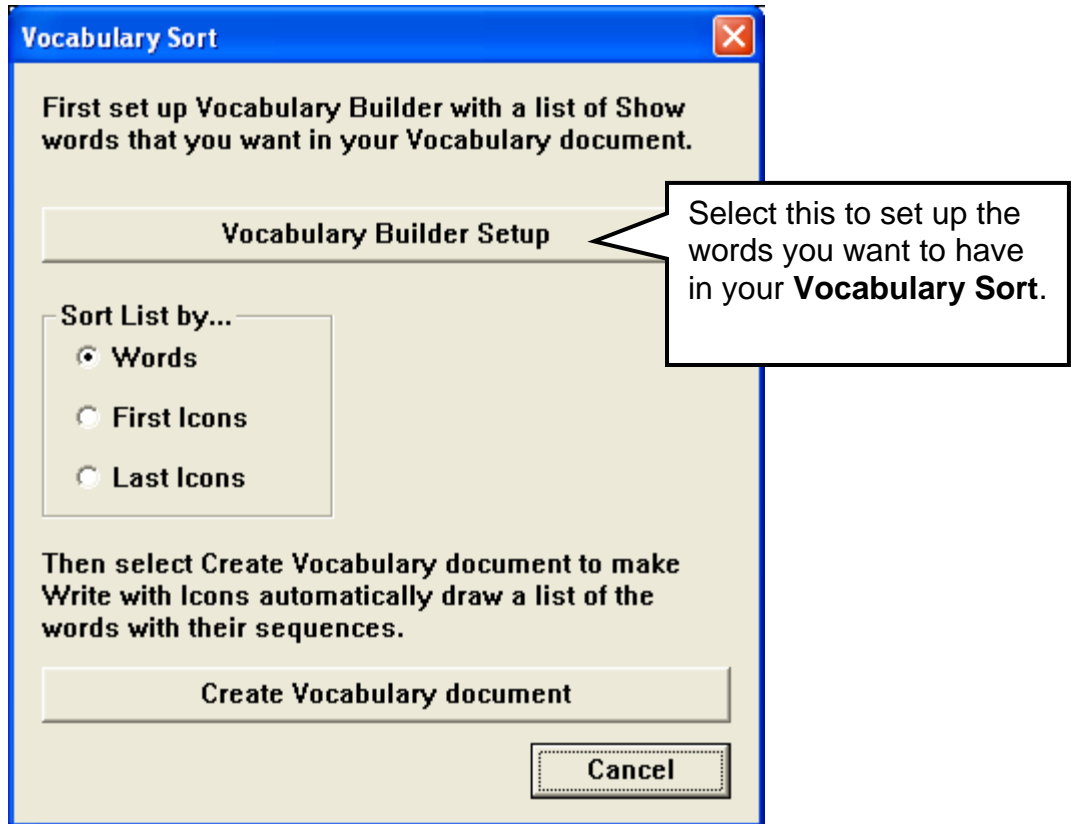 Vocabulary Sort
First set up Vocabulary Builder with a list of Show
words that you want in your Vocabulary document.
Vocabulary Builder Setup
Select this to set up the
words you want to have
in your Vocabulary Sort.
Sort List by...
Words
First Icons
Last Icons
Then select Create Vocabulary document to make
Write with Icons automatically draw a list of the
words with their sequences.
Create Vocabulary document
Cancel